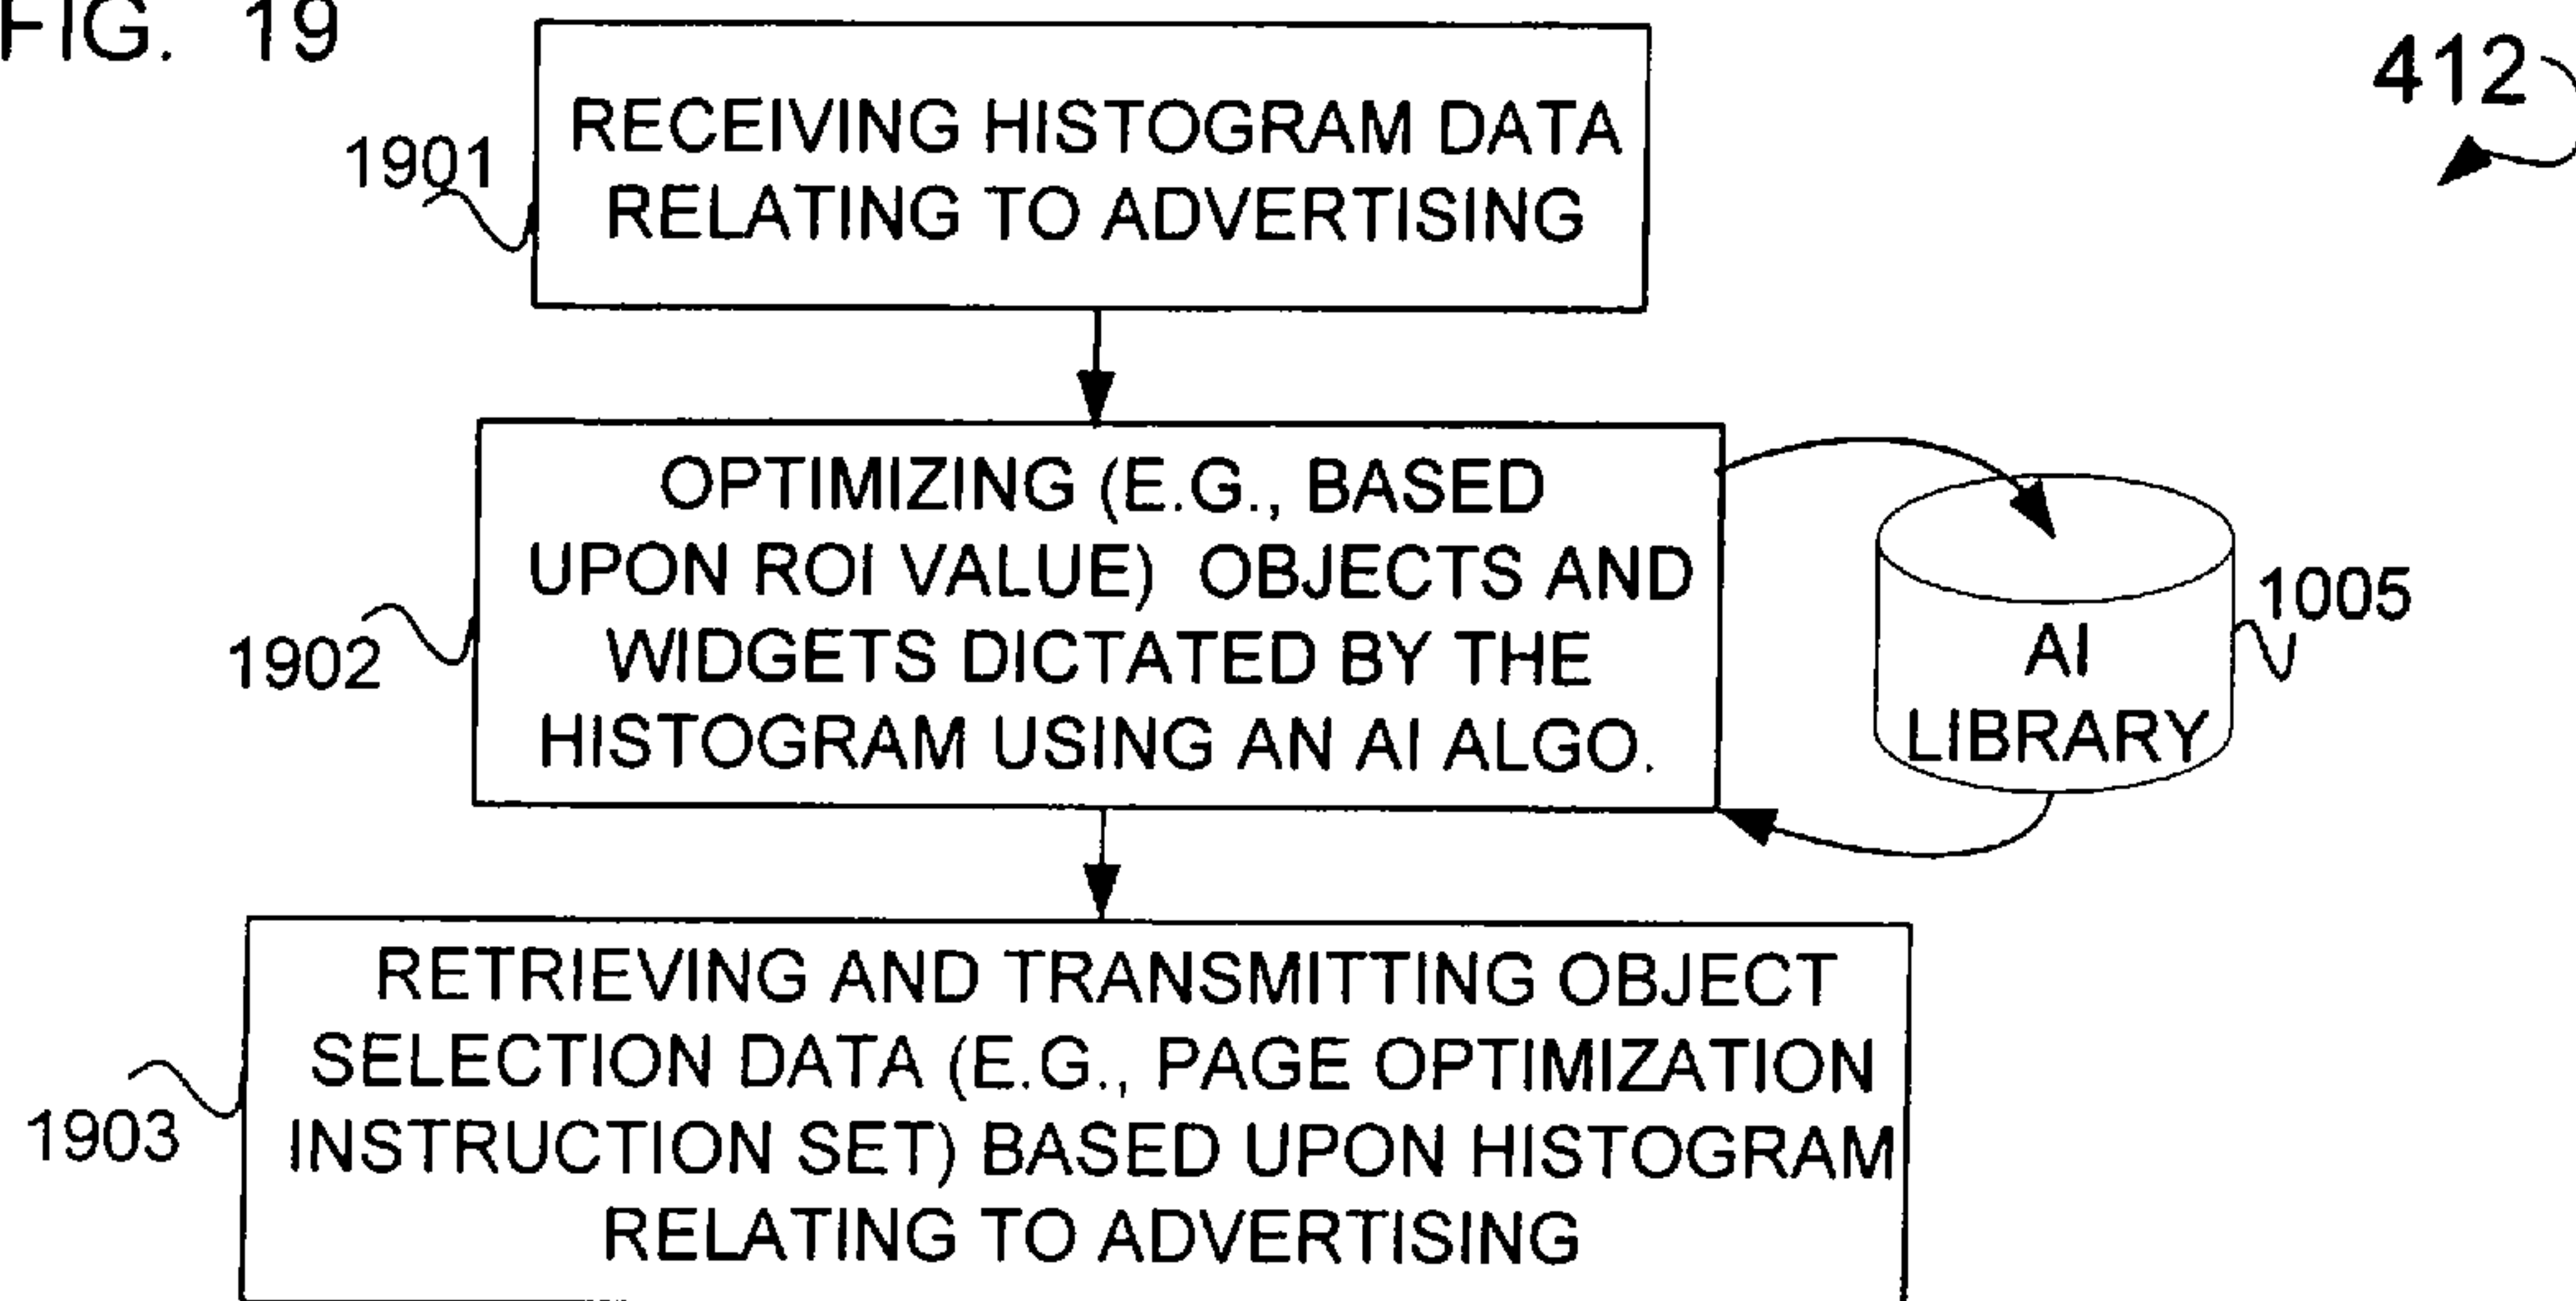 FIG. 19
412
1901
RECEIVING HISTOGRAM DATA
RELATING TO ADVERTISING
1902
OPTIMIZING (E.G., BASED
UPON ROI VALUE) OBJECTS AND
WIDGETS DICTATED BY THE
HISTOGRAM USING AN AI ALGO.
1005
AI
LIBRARY
1903
RETRIEVING AND TRANSMITTING OBJECT
SELECTION DATA (E.G., PAGE OPTIMIZATION
INSTRUCTION SET) BASED UPON HISTOGRAM
RELATING TO ADVERTISING